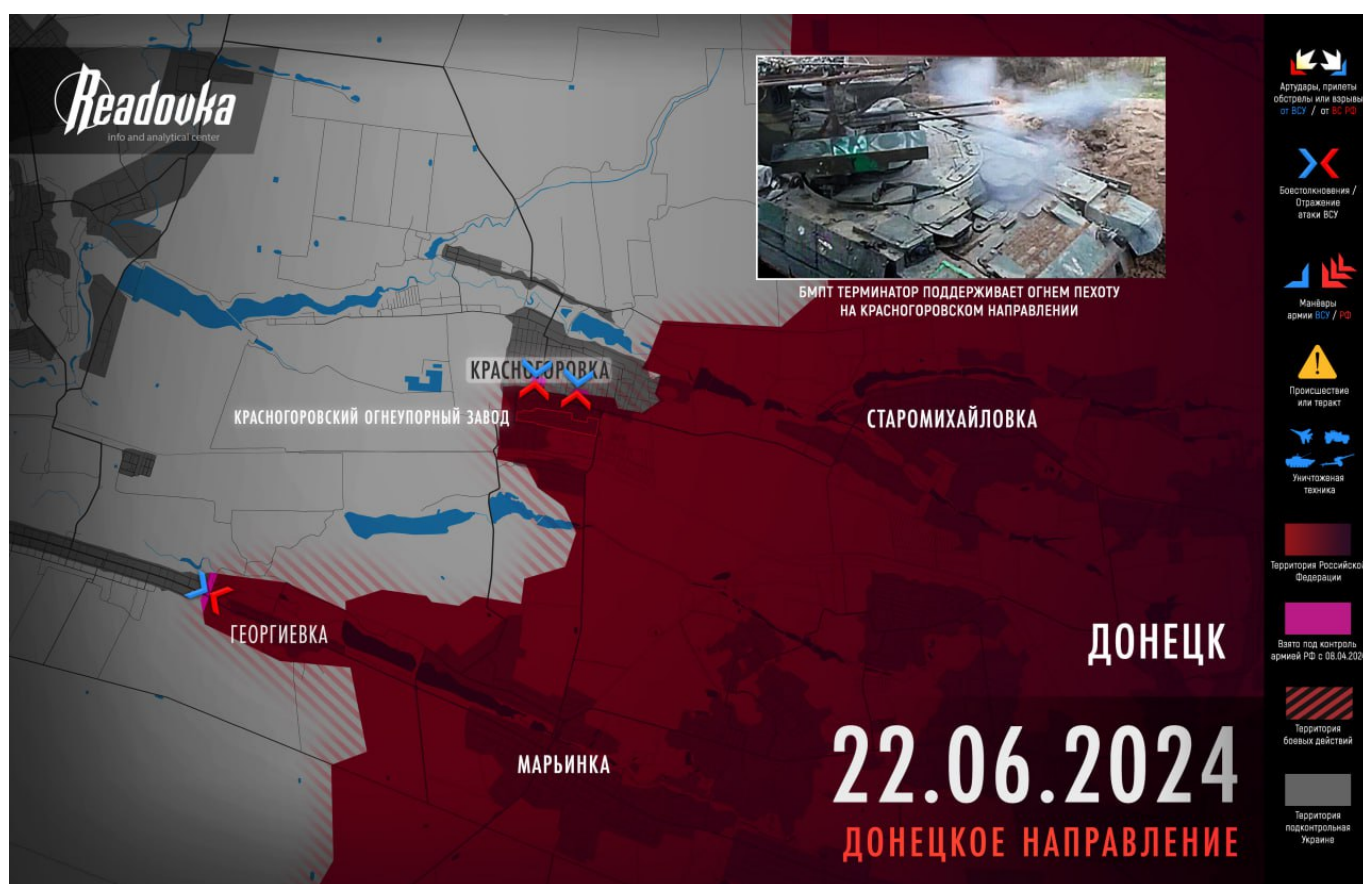 Readovka
info and analytical center
БМПТ ТЕРМИНАТОР ПОДДЕРЖИВАЕТ ОГНЕМ ПЕХОТУ
НА КРАСНОГОРОВСКОМ НАПРАВЛЕНИИ
КРАСНОГОРОВКА
КРАСНОГОРОВСКИЙ ОГНЕУПОРНЫЙ ЗАВОД
СТАРОМИХАЙЛОВКА
ГЕОРГИЕВКА
ДОНЕЦК
МАРЬИНКА
22.06.2024
ДОНЕЦКОЕ НАПРАВЛЕНИЕ
Артудары, прилеты
обстрелы или взрывы
от ВСУ / от ВС РФ
Боестолкновения /
Отражение
атаки ВСУ
Манёвры
армии ВСУ / РФ
Происшествие
или теракт
Уничтоженая
техника
Территория Российской
Федерации
Взято под контроль
армией РФ с 08.04.202
Территория
боевых действий
Территория
подконтрольная
Украине